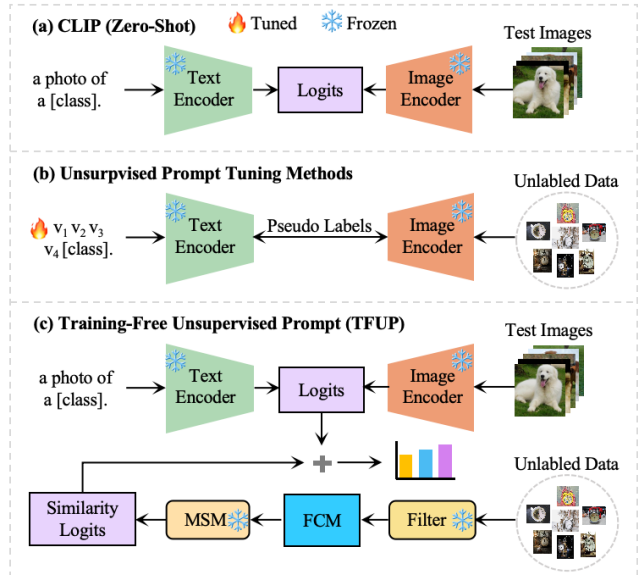 (a) CLIP (Zero-Shot)
Tuned
Frozen
Test Images
a photo of
a [class].
Text
Encoder
Logits
Image
Encoder
(b) Unsurpvised Prompt Tuning Methods
Unlabled Data
v1 v2 v3
v4 [class].
Text
Encoder
Pseudo Labels
Image
Encoder
(c) Training-Free Unsupervised Prompt (TFUP)
Test Images
a photo of
a [class].
Text
Encoder
Logits
Image
Encoder
Unlabled Data
Similarity
Logits
MSM
FCM
Filter